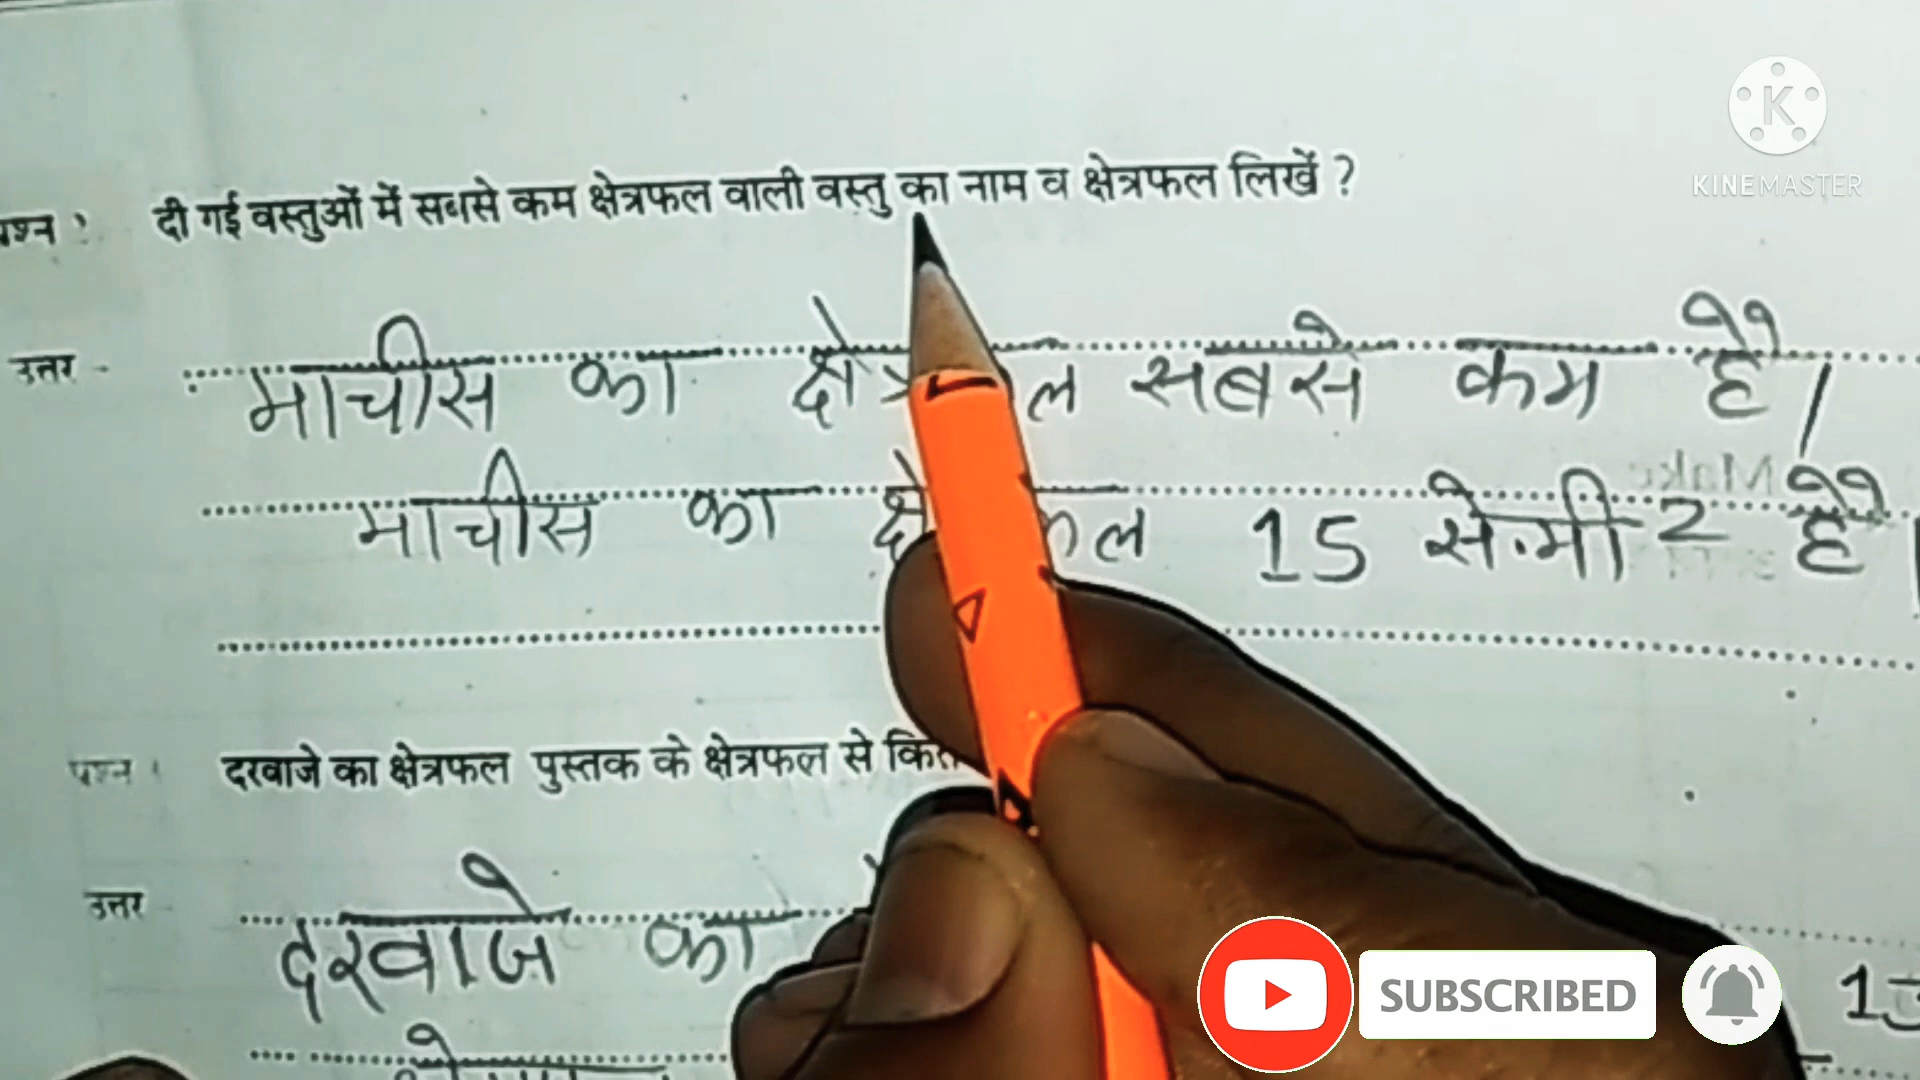 KINEMASTER
प्रश्न : दी गई वस्तुओं में सबसे कम क्षेत्रफल वाली वस्तु का नाम व क्षेत्रफल लिखें ?
उत्तर - माचीस का सबसे कम है।
माचीस का 15 से.मी² है।
प्रश्न : दरवाजे का क्षेत्रफल पुस्तक के क्षेत्रफल से
उत्तर दरवाजे का
SUBSCRIBED